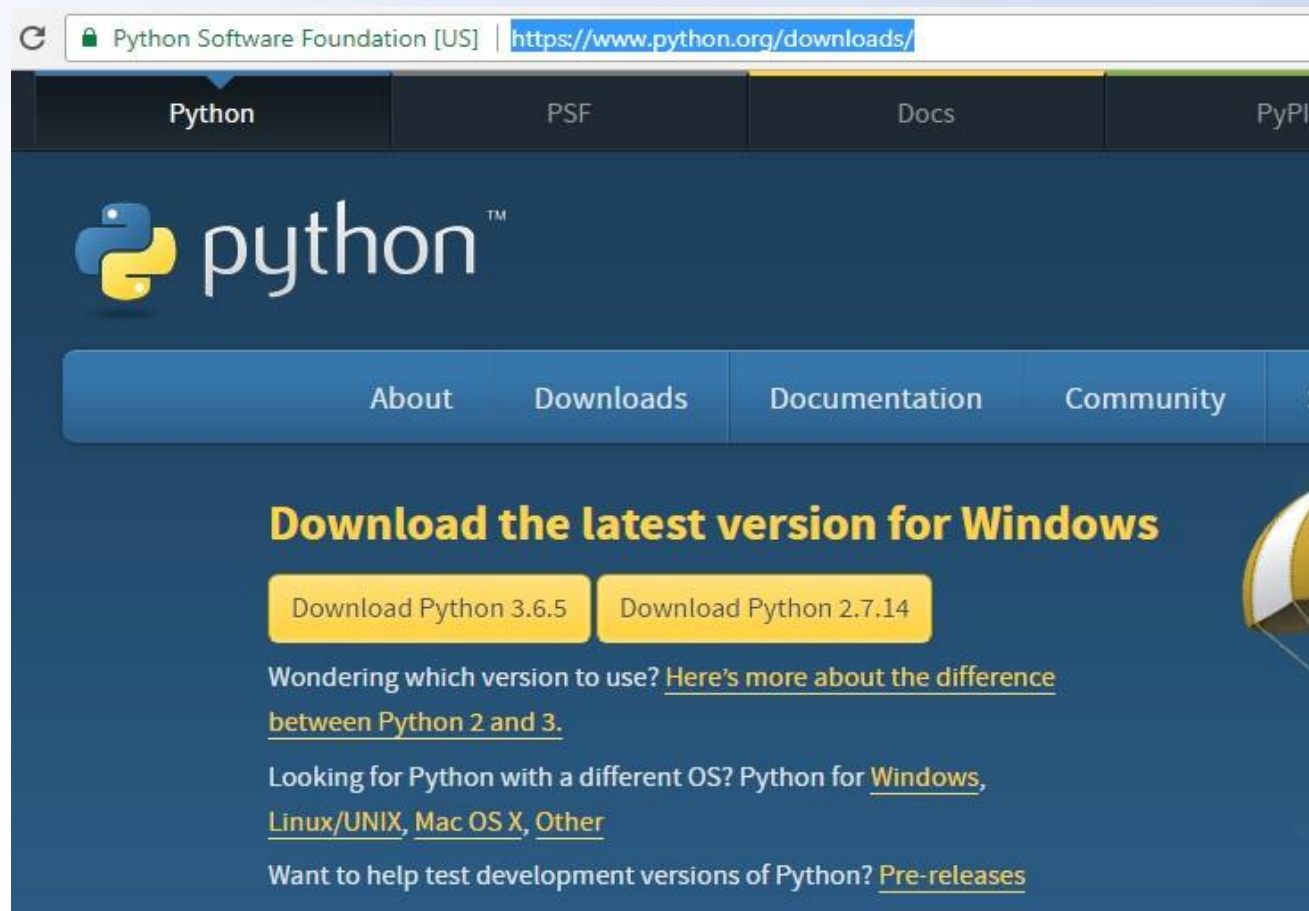 Python Software Foundation [US] | https://www.python.org/downloads/
Python PSF Docs PyPI
python™
About Downloads Documentation Community
Download the latest version for Windows
Download Python 3.6.5 Download Python 2.7.14
Wondering which version to use? Here's more about the difference
between Python 2 and 3.
Looking for Python with a different OS? Python for Windows,
Linux/UNIX, Mac OS X, Other
Want to help test development versions of Python? Pre-releases